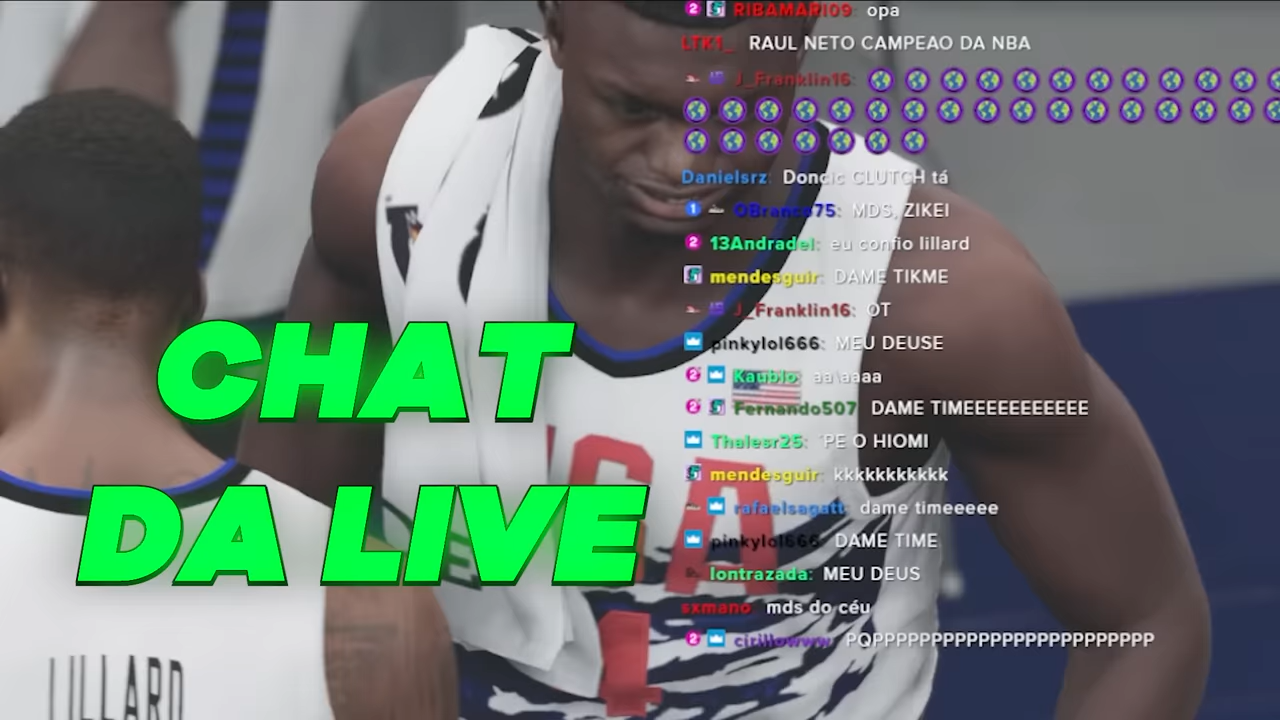 RIBAMARI09: opa
LTK1_ RAUL NETO CAMPEAO DA NBA
J_Franklin16:
Danielsrz: Doncic CLUTCH tá
OBranco75: MDS, ZIKEI
13Andradel: eu confio lillard
mendesguir: DAME TIKME
J_Franklin16: OT
pinkylol666: MEU DEUSE
Kaublo: aa\aaaa
Fernando507 DAME TIMEEEEEEEEEEE
Thalesr25: ´PE O HIOMI
mendesguir: kkkkkkkkkkk
rafaelsagatt: dame timeeeee
pinkylol666: DAME TIME
lontrazada: MEU DEUS
sxmano mds do céu
cirillowww PQPPPPPPPPPPPPPPPPPPPPPPPP
CHAT
DA LIVE
USA
1
LILLARD